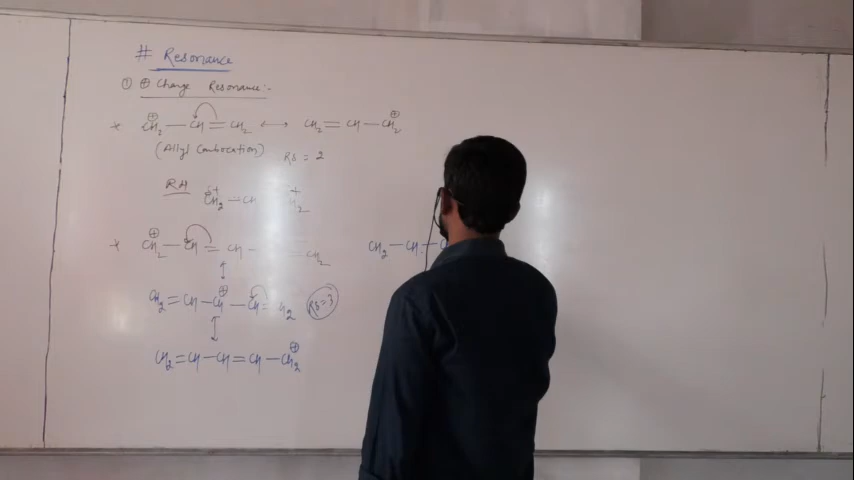 # Resonance
① ⊕ Charge Resonance:-
* C⊕H₂ — CH = CH₂ ⟷ CH₂ = CH — C⊕H₂
(Allyl Carbocation) RS = 2
RH δ+ CH₂ — CH
* C⊕H₂ — CH = CH — = CH₂ CH₂ — CH —
↕
CH₂ = CH — C⊕H — CH = H₂ RS = 3
↕
CH₂ = CH — CH = CH — C⊕H₂